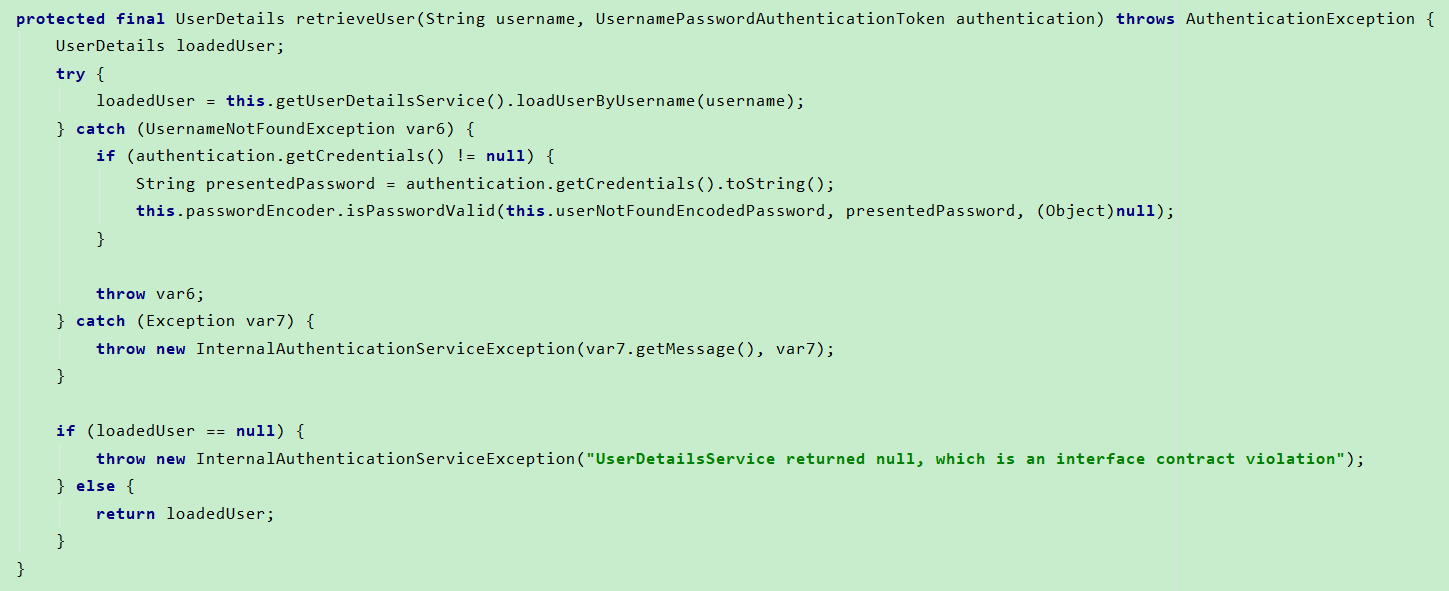 protected final UserDetails retrieveUser(String username, UsernamePasswordAuthenticationToken authentication) throws AuthenticationException {
    UserDetails loadedUser;
    try {
        loadedUser = this.getUserDetailsService().loadUserByUsername(username);
    } catch (UsernameNotFoundException var6) {
        if (authentication.getCredentials() != null) {
            String presentedPassword = authentication.getCredentials().toString();
            this.passwordEncoder.isPasswordValid(this.userNotFoundEncodedPassword, presentedPassword, (Object)null);
        }

        throw var6;
    } catch (Exception var7) {
        throw new InternalAuthenticationServiceException(var7.getMessage(), var7);
    }

    if (loadedUser == null) {
        throw new InternalAuthenticationServiceException("UserDetailsService returned null, which is an interface contract violation");
    } else {
        return loadedUser;
    }
}